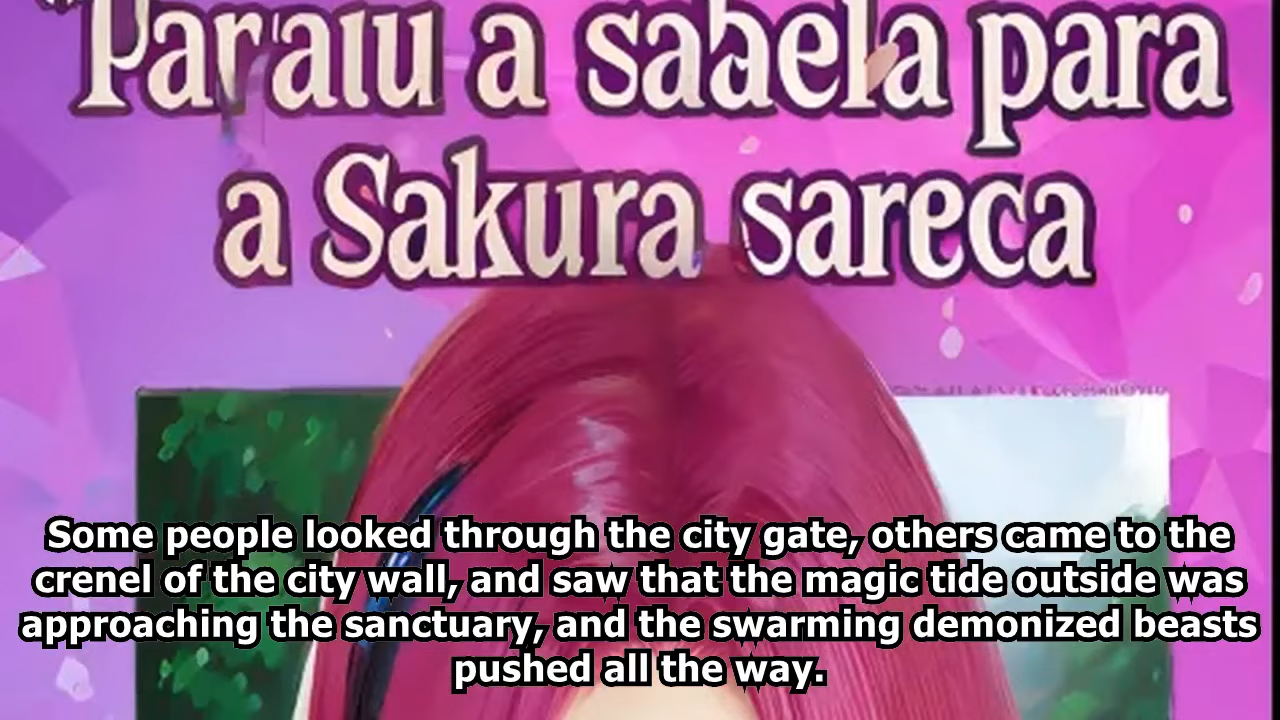 "Paraiu a sabela para
a Sakura sareca
Some people looked through the city gate, others came to the
crenel of the city wall, and saw that the magic tide outside was
approaching the sanctuary, and the swarming demonized beasts
pushed all the way.